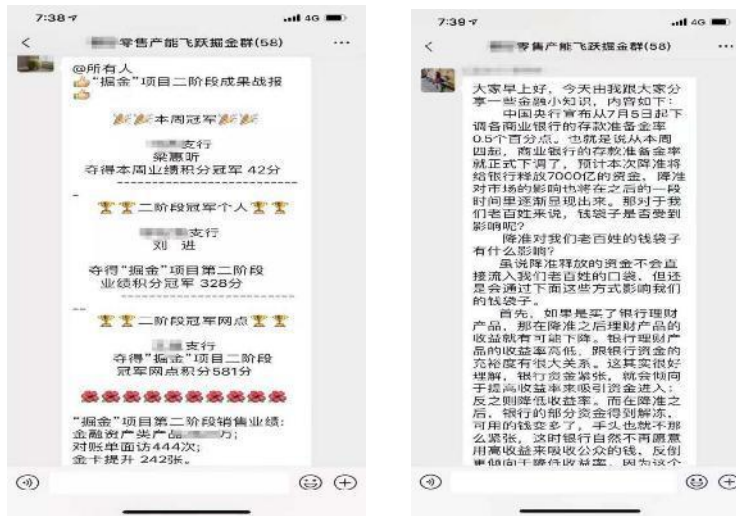 7:38
4G
零售产能飞跃掘金群(58)
@所有人
👍"掘金"项目二阶段成果战报
👍
🎉🎉本周冠军🎉🎉
支行
梁惠昕
夺得本周业绩积分冠军 42分
--------------------------------
🏆🏆二阶段冠军个人🏆🏆
支行
刘 进
夺得"掘金"项目第二阶段
业绩积分冠军 328分
--------------------------------
🏆🏆二阶段冠军网点🏆🏆
支行
夺得"掘金"项目二阶段
冠军网点积分581分
🌺🌺🌺🌺🌺🌺🌺🌺🌺
"掘金"项目第二阶段销售业绩:
金融资产类产品 万;
对账单面访444次;
金卡提升 242张。
7:39
4G
零售产能飞跃掘金群(58)
大家早上好，今天由我跟大家分
享一些金融小知识，内容如下：
中国央行宣布从7月5日起下
调各商业银行的存款准备金率
0.5个百分点。也就是说从本周
四起，商业银行的存款准备金率
就正式下调了，预计本次降准将
给银行释放7000亿的资金，降准
对市场的影响也将在之后的一段
时间里逐渐显现出来。那对于我
们老百姓来说，钱袋子是否受到
影响呢？
降准对我们老百姓的钱袋子
有什么影响？
虽说降准释放的资金不会直
接流入我们老百姓的口袋，但还
是会通过下面这些方式影响我们
的钱袋子。
首先，如果是买了银行理财
产品，那在降准之后理财产品的
收益就有可能下降。银行理财产
品的收益率高低，跟银行资金的
充裕度有很大关系。这其实很好
理解，银行资金紧张，就会倾向
于提高收益率来吸引资金进入；
反之则降低收益率。而在降准之
后，银行的部分资金得到解冻，
可用的钱变多了，手头也就不那
么紧张，这时银行自然不再愿意
用高收益来吸收公众的钱，反倒
更倾向于降低收益率，因为这个